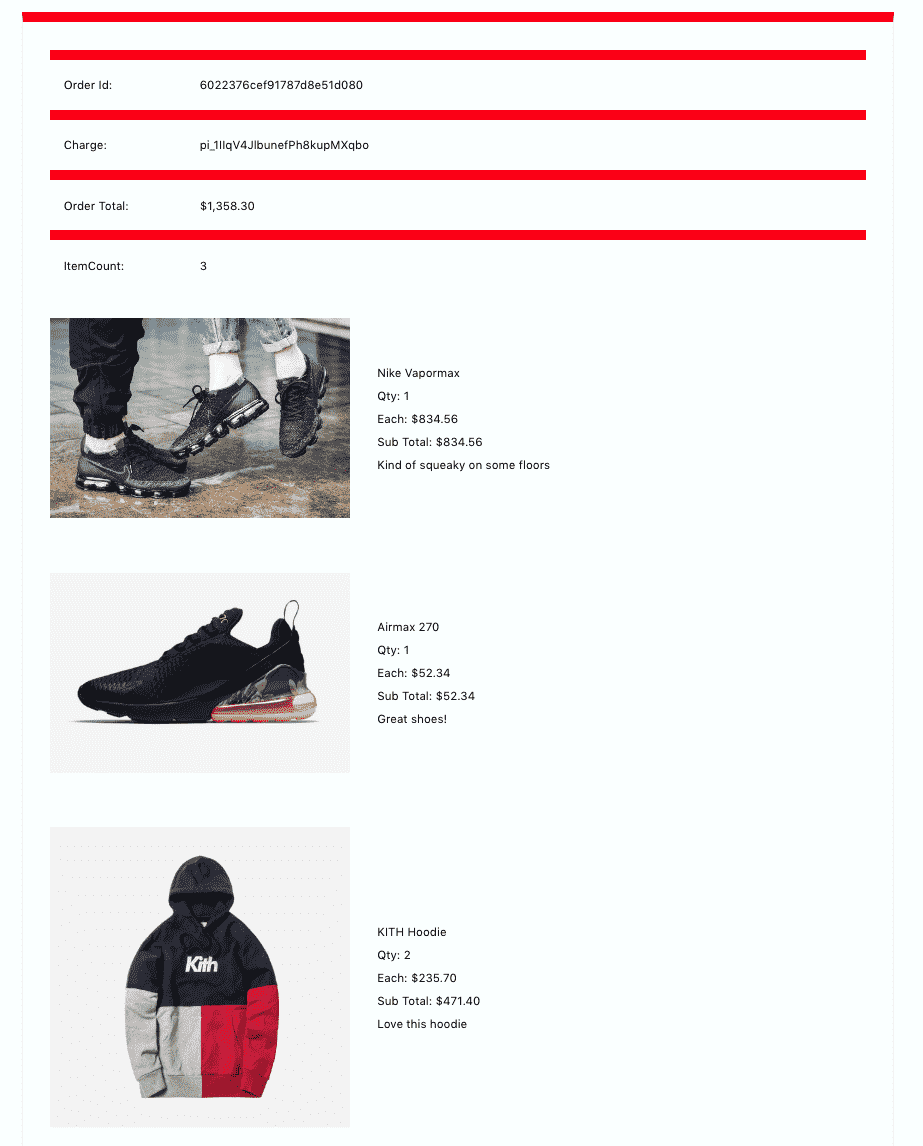 Order Id: 6022376cef91787d8e51d080
Charge: pi_1IIqV4JlbunefPh8kupMXqbo
Order Total: $1,358.30
ItemCount: 3
Nike Vapormax
Qty: 1
Each: $834.56
Sub Total: $834.56
Kind of squeaky on some floors
Airmax 270
Qty: 1
Each: $52.34
Sub Total: $52.34
Great shoes!
Kith
KITH Hoodie
Qty: 2
Each: $235.70
Sub Total: $471.40
Love this hoodie